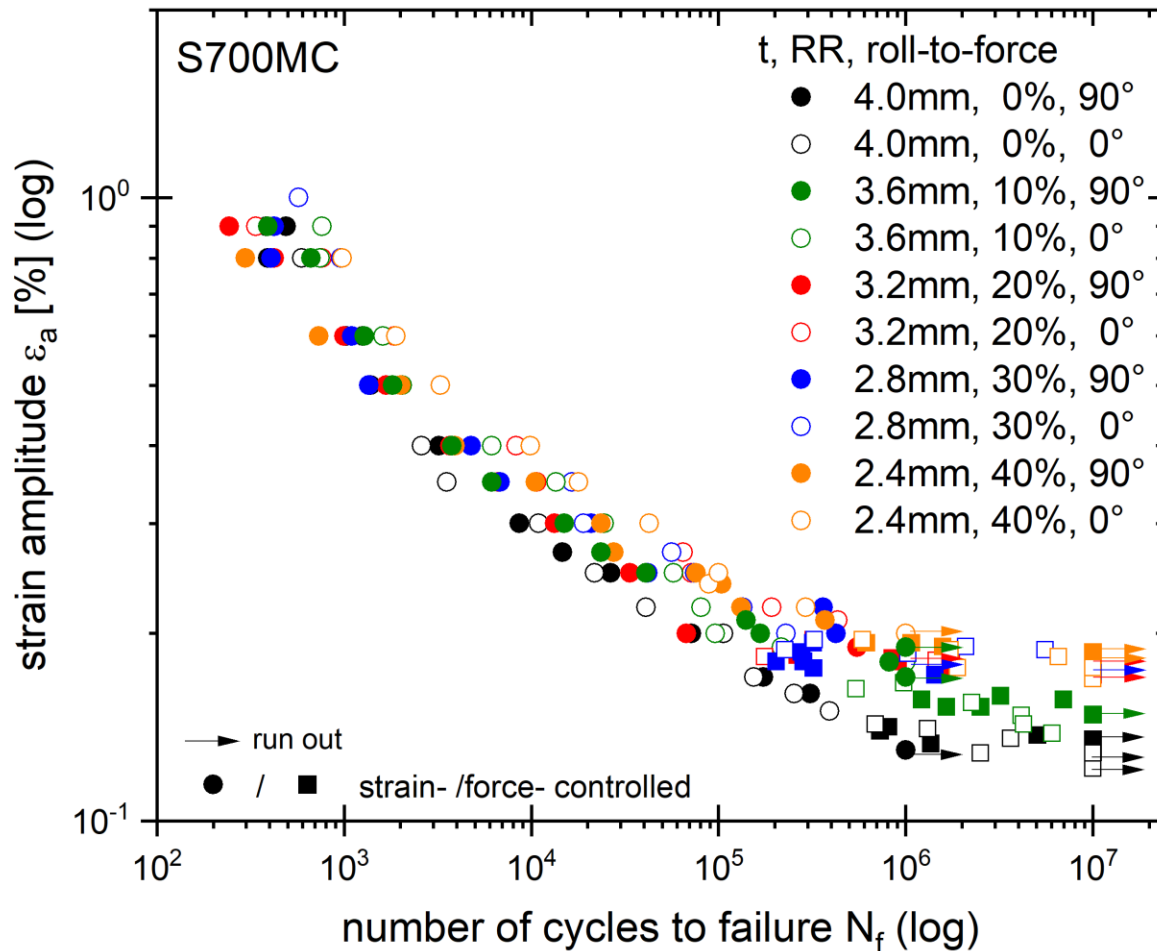 S700MC
t, RR, roll-to-force
4.0mm, 0%, 90°
4.0mm, 0%, 0°
3.6mm, 10%, 90°
3.6mm, 10%, 0°
3.2mm, 20%, 90°
3.2mm, 20%, 0°
2.8mm, 30%, 90°
2.8mm, 30%, 0°
2.4mm, 40%, 90°
2.4mm, 40%, 0°
10⁰
strain amplitude εₐ [%] (log)
run out
/ strain- /force- controlled
10⁻¹
10² 10³ 10⁴ 10⁵ 10⁶ 10⁷
number of cycles to failure N_f (log)